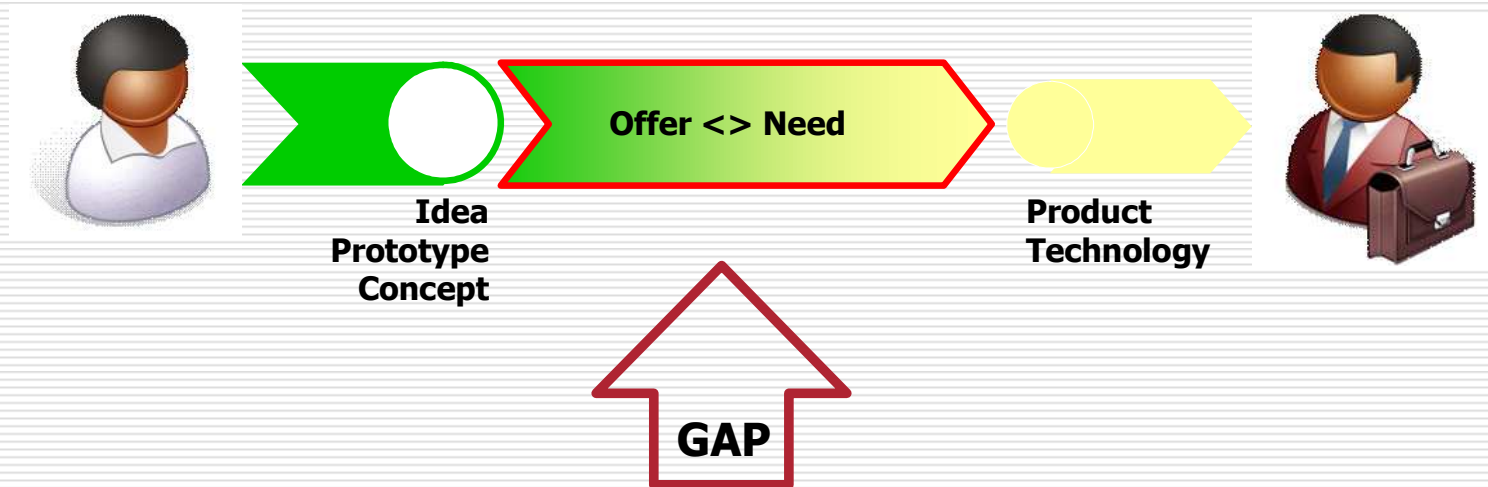 Offer <> Need
Idea
Prototype
Concept
Product
Technology
GAP